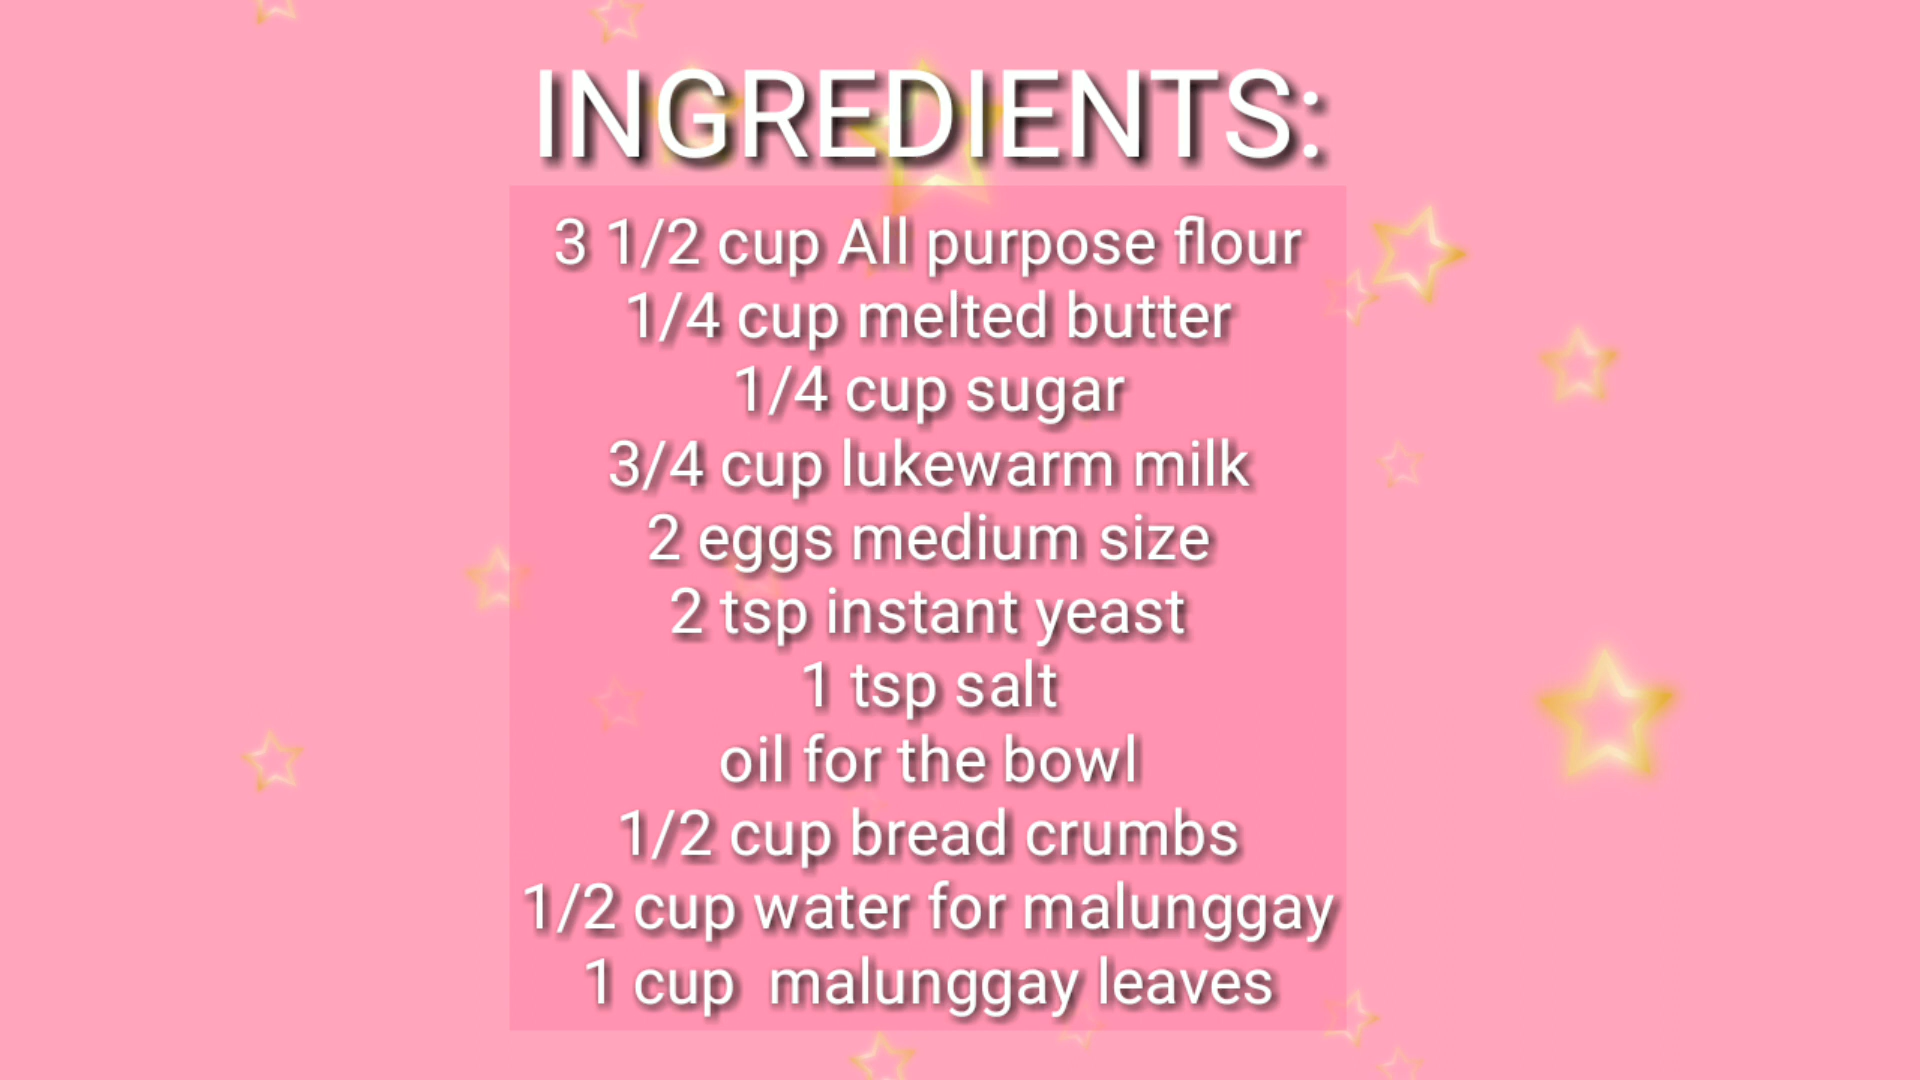 INGREDIENTS:
3 1/2 cup All purpose flour
1/4 cup melted butter
1/4 cup sugar
3/4 cup lukewarm milk
2 eggs medium size
2 tsp instant yeast
1 tsp salt
oil for the bowl
1/2 cup bread crumbs
1/2 cup water for malunggay
1 cup  malunggay leaves